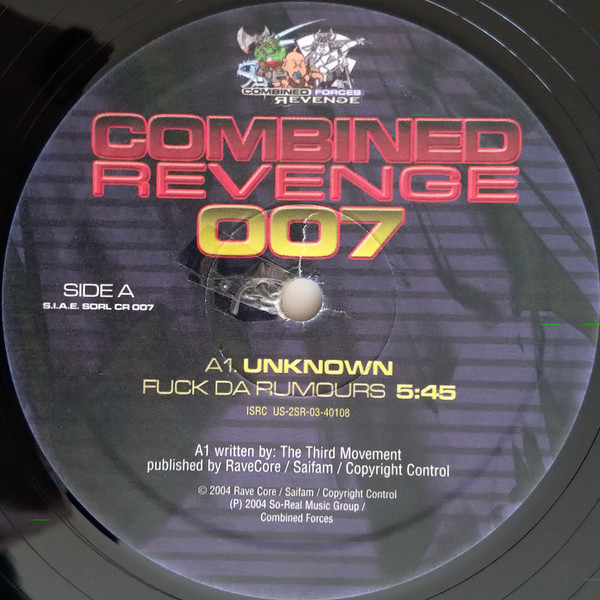 COMBINED FORCES
REVENGE
COMBINED
REVENGE
007
SIDE A
S.I.A.E. SORL CR 007
A1. UNKNOWN
FUCK DA RUMOURS 5:45
ISRC US-2SR-03-40108
A1 written by: The Third Movement
published by RaveCore / Saifam / Copyright Control
© 2004 Rave Core / Saifam / Copyright Control
(P) 2004 So-Real Music Group /
Combined Forces